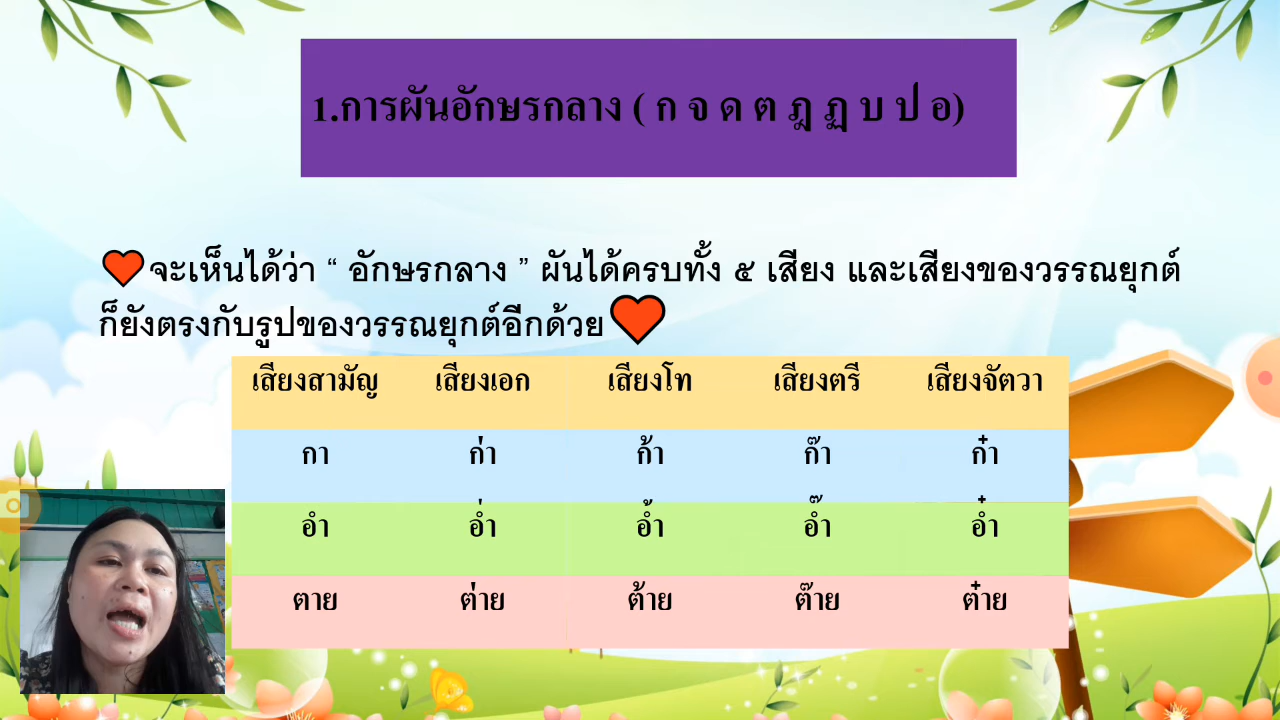 1.การผันอักษรกลาง ( ก จ ด ต ฎ ฏ บ ป อ)
จะเห็นได้ว่า “ อักษรกลาง ” ผันได้ครบทั้ง ๕ เสียง และเสียงของวรรณยุกต์
ก็ยังตรงกับรูปของวรรณยุกต์อีกด้วย
เสียงสามัญ เสียงเอก เสียงโท เสียงตรี เสียงจัตวา
กา ก่า ก้า ก๊า ก๋า
อำ อ่ำ อ้ำ อ๊ำ อ๋ำ
ตาย ต่าย ต้าย ต๊าย ต๋าย